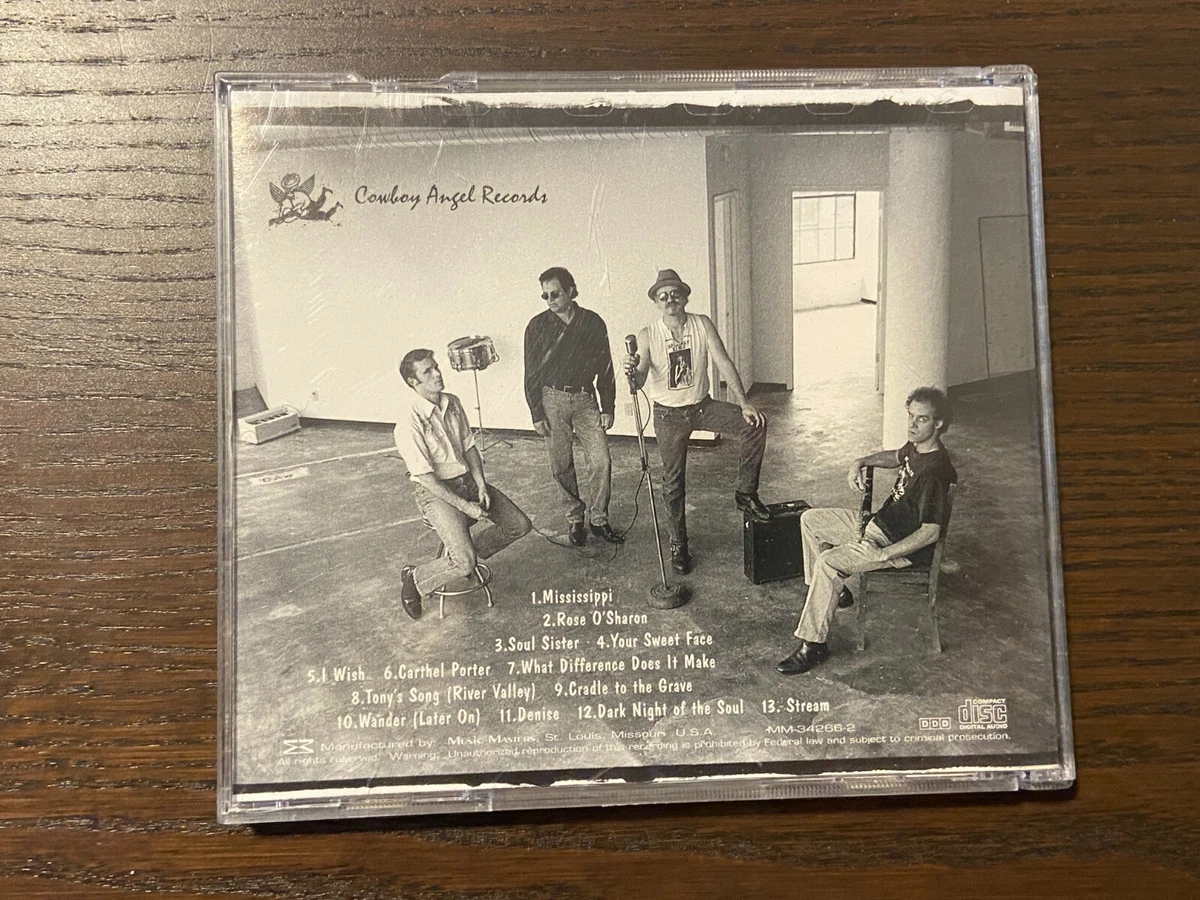 Cowboy Angel Records
1.Mississippi
2.Rose O'Sharon
3.Soul Sister 4.Your Sweet Face
5.I Wish 6.Carthel Porter 7.What Difference Does It Make
8.Tony's Song (River Valley) 9.Cradle to the Grave
10.Wander (Later On) 11.Denise 12.Dark Night of the Soul 13. Stream
Manufactured by: Music Masters, St. Louis, Missouri U.S.A. MM-34266-2
All rights reserved. Warning. Unauthorized reproduction of this recording is prohibited by Federal law and subject to criminal prosecution.
DDD
COMPACT
disc
DIGITAL AUDIO